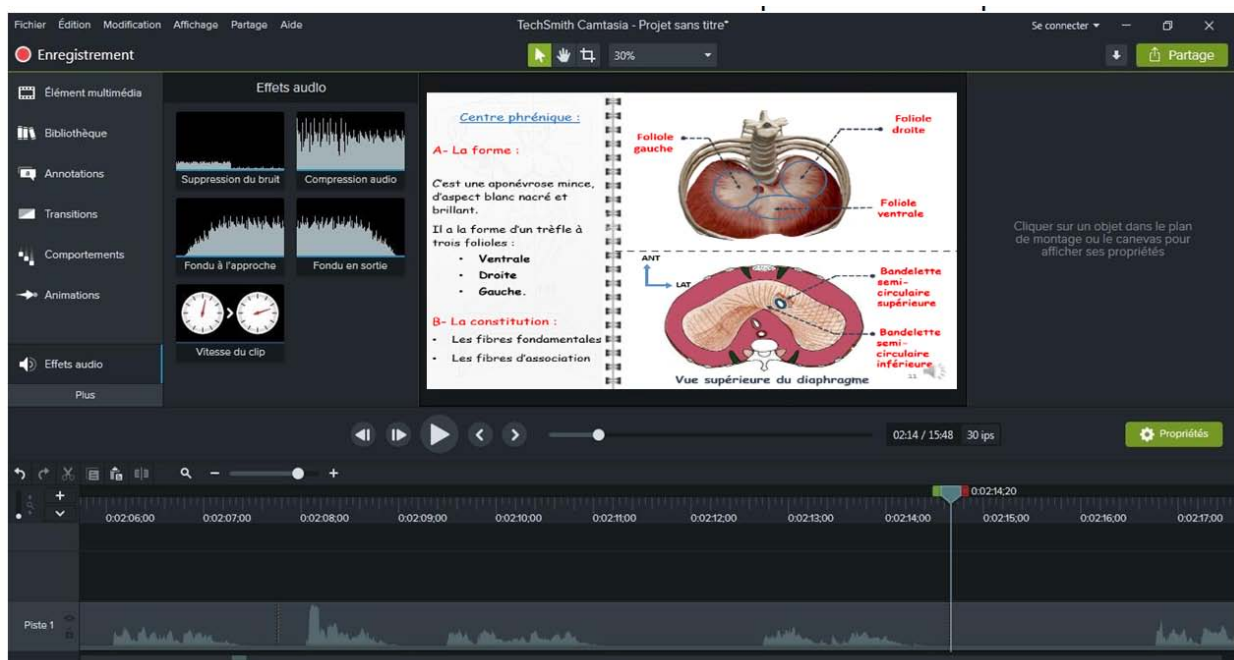 Fichier Édition Modification Affichage Partage Aide
TechSmith Camtasia - Projet sans titre*
Se connecter
Enregistrement
30%
Partage
Élément multimédia
Bibliothèque
Annotations
Transitions
Comportements
Animations
Effets audio
Plus
Effets audio
Suppression du bruit
Compression audio
Fondu à l'approche
Fondu en sortie
Vitesse du clip
Centre phrénique :
A- La forme :
C'est une aponévrose mince,
d'aspect blanc nacré et
brillant.
Il a la forme d'un trèfle à
trois folioles :
• Ventrale
• Droite
• Gauche.
B- La constitution :
• Les fibres fondamentales
• Les fibres d'association
Foliole
gauche
Foliole
droite
Foliole
ventrale
ANT
LAT
Bandelette
semi-
circulaire
supérieure
Bandelette
semi-
circulaire
inférieure
Vue supérieure du diaphragme
11
Cliquer sur un objet dans le plan
de montage ou le canevas pour
afficher ses propriétés
02:14 / 15:48 30 ips
Propriétés
0:02:14;20
0:02:06;00 0:02:07;00 0:02:08;00 0:02:09;00 0:02:10;00 0:02:11;00 0:02:12;00 0:02:13;00 0:02:14;00 0:02:15;00 0:02:16;00 0:02:17;00
Piste 1